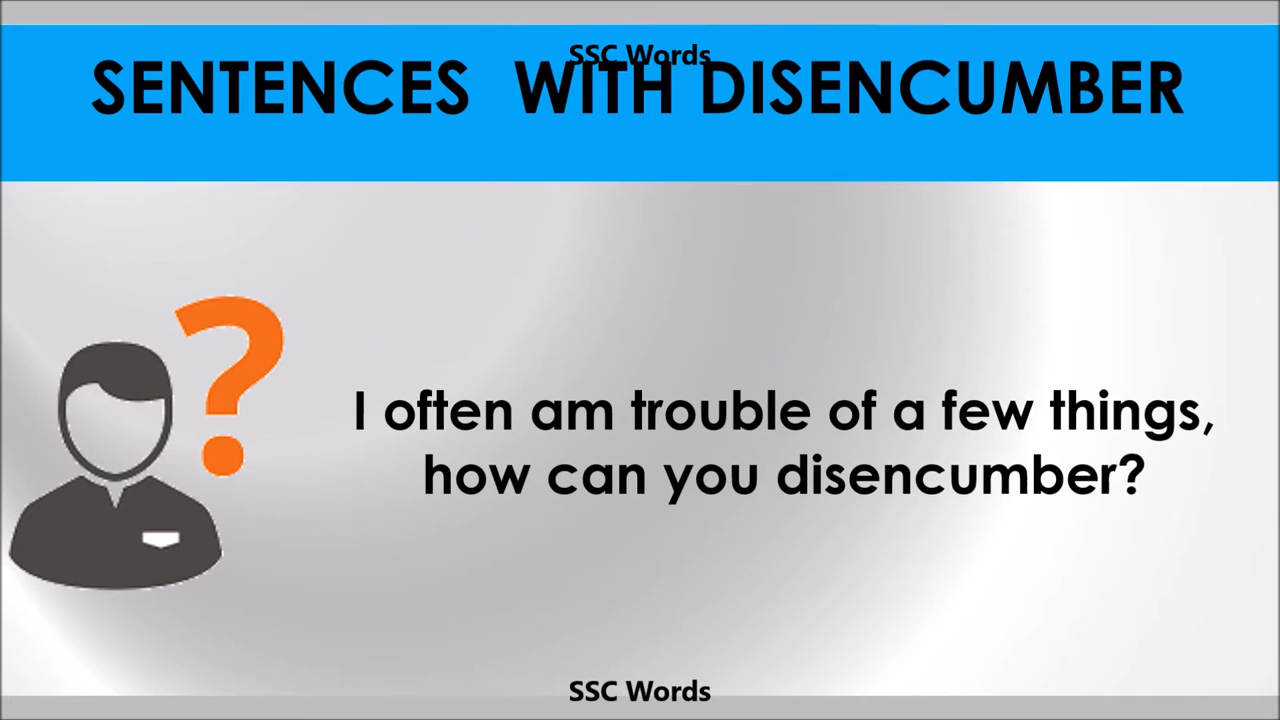 SSC Words
SENTENCES WITH DISENCUMBER
I often am trouble of a few things,
how can you disencumber?
SSC Words